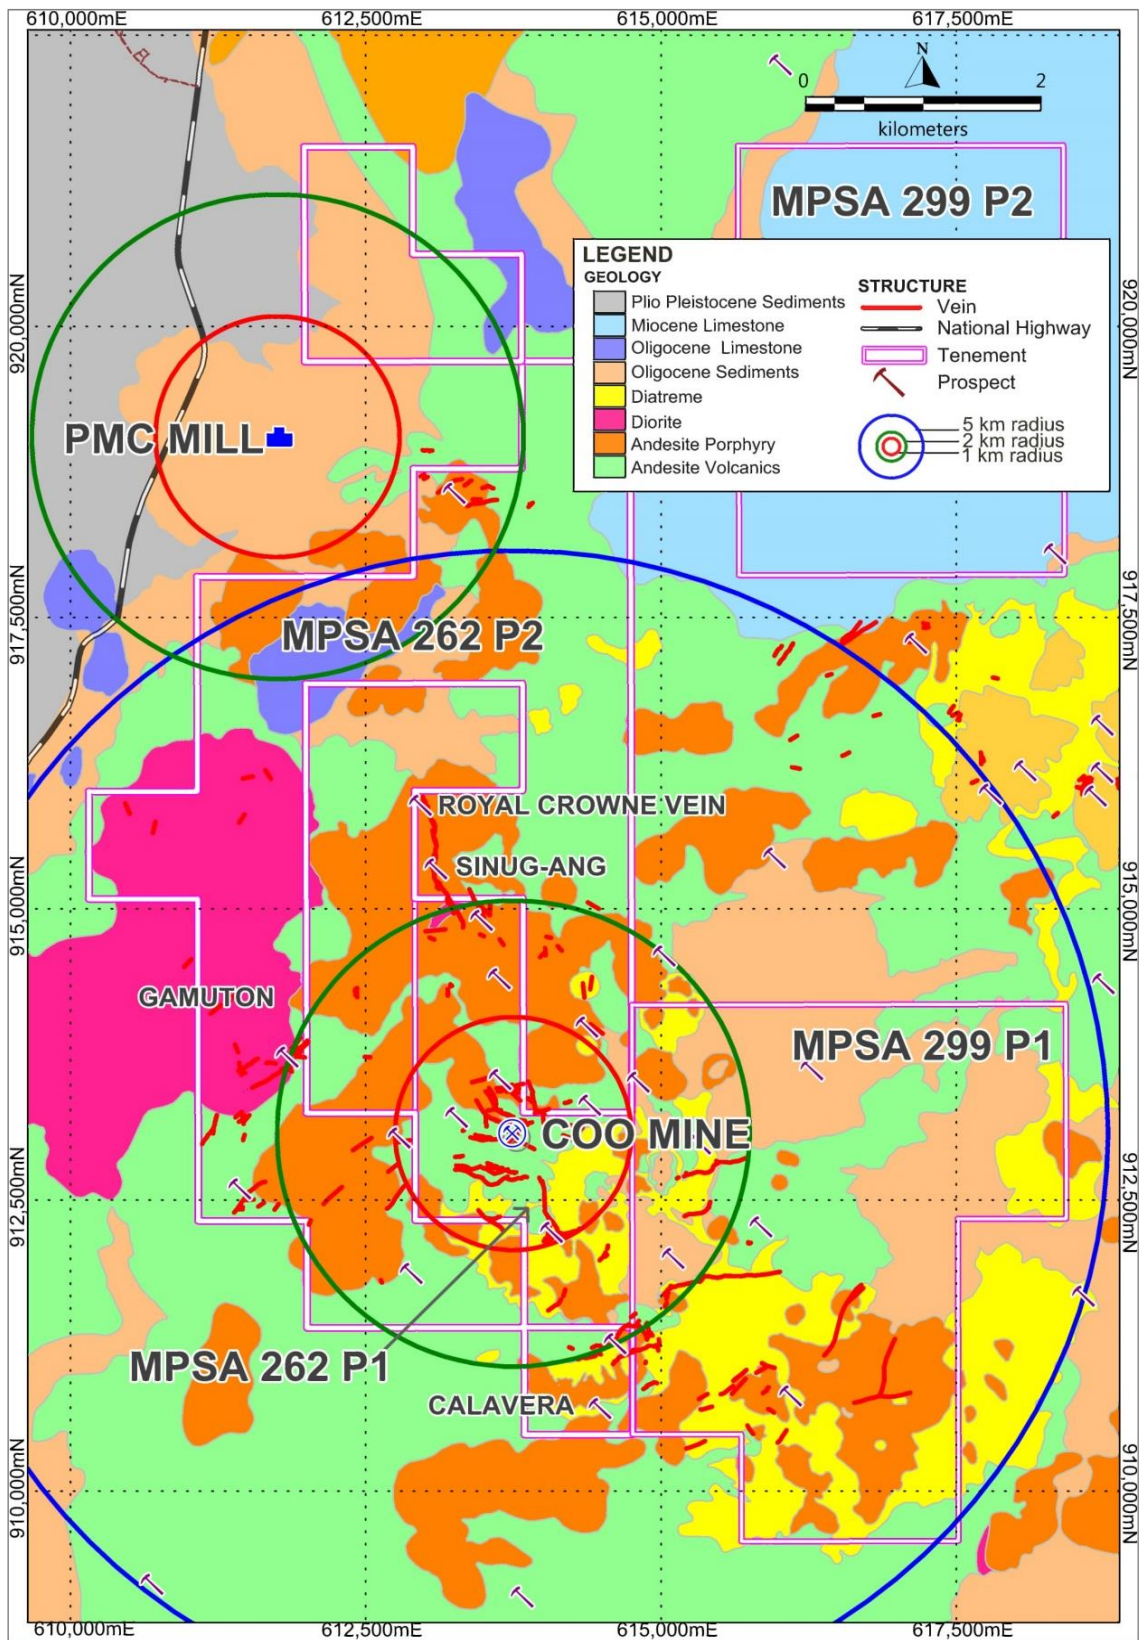 610,000mE
612,500mE
615,000mE
617,500mE
N
0
2
kilometers
MPSA 299 P2
LEGEND
GEOLOGY
Plio Pleistocene Sediments
Miocene Limestone
Oligocene Limestone
Oligocene Sediments
Diatreme
Diorite
Andesite Porphyry
Andesite Volcanics
STRUCTURE
Vein
National Highway
Tenement
Prospect
5 km radius
2 km radius
1 km radius
920,000mN
920,000mN
PMC MILL
917,500mN
917,500mN
MPSA 262 P2
ROYAL CROWNE VEIN
SINUG-ANG
915,000mN
915,000mN
GAMUTON
MPSA 299 P1
COO MINE
912,500mN
912,500mN
MPSA 262 P1
CALAVERA
910,000mN
910,000mN
610,000mE
612,500mE
615,000mE
617,500mE